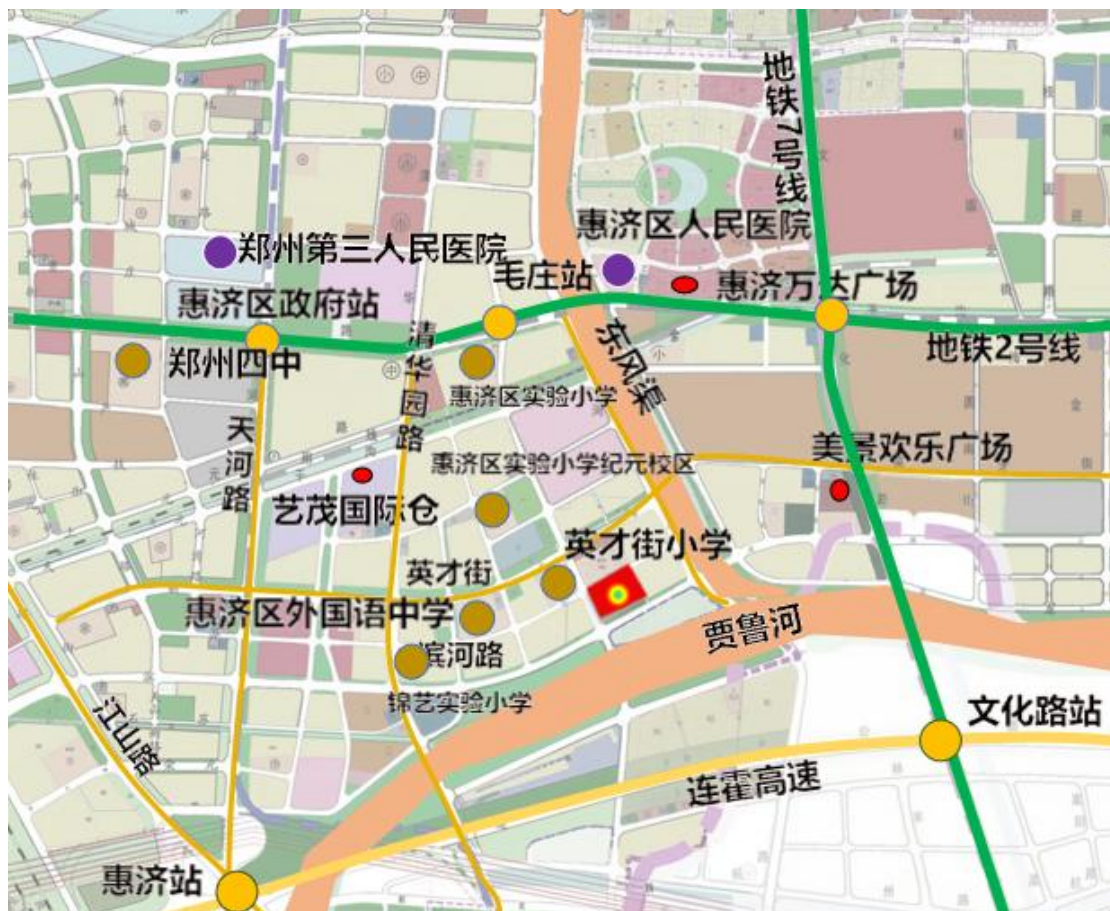 地铁7号线
惠济区人民医院
郑州第三人民医院
毛庄站
惠济万达广场
惠济区政府站
地铁2号线
郑州四中
清华园路
东风渠
惠济区实验小学
天河路
美景欢乐广场
惠济区实验小学纪元校区
艺茂国际仓
英才街小学
英才街
惠济区外国语中学
贾鲁河
滨河路
锦艺实验小学
文化路站
江山路
连霍高速
惠济站